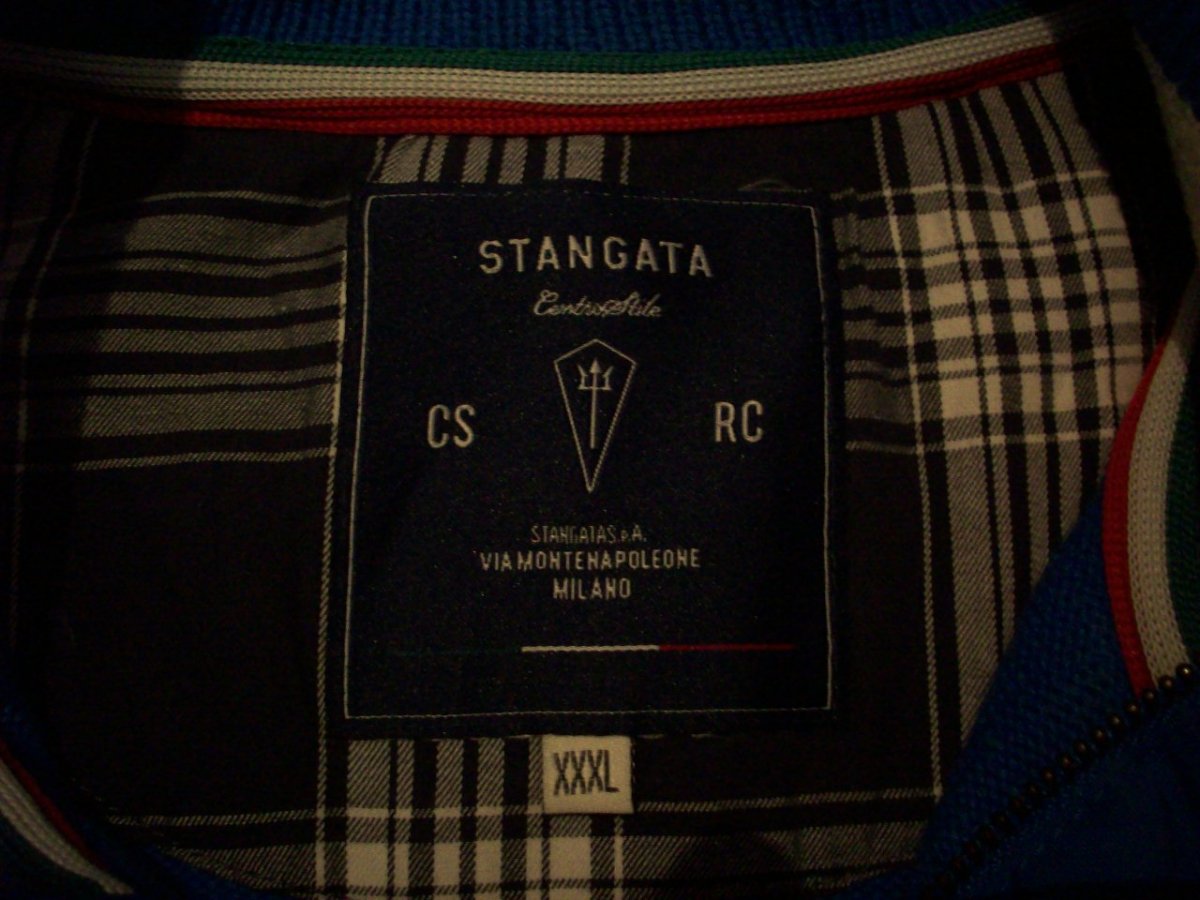 STANGATA
Centro Stile
CS RC
STANGATA S.p.A.
VIA MONTENAPOLEONE
MILANO
XXXL